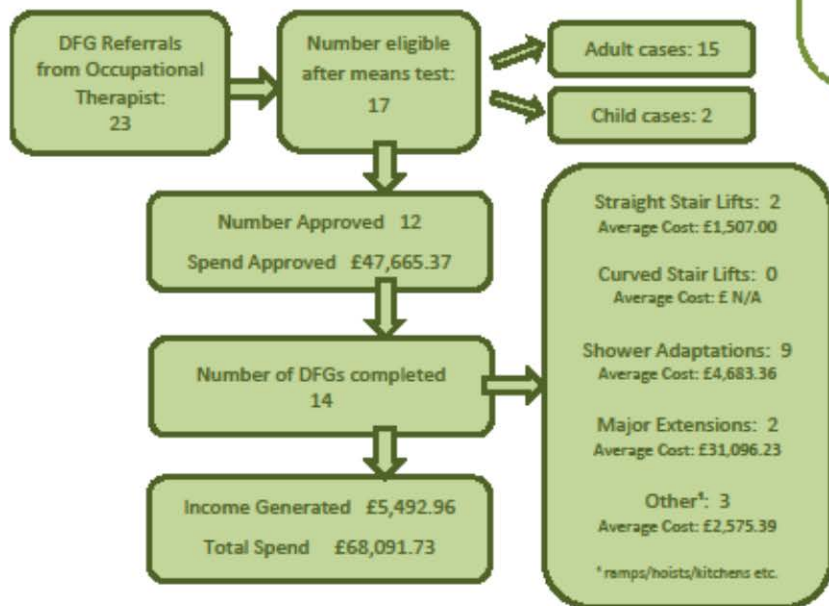 DFG Referrals
from Occupational
Therapist:
23
Number eligible
after means test:
17
Adult cases: 15
Child cases: 2
Number Approved 12
Spend Approved £47,665.37
Number of DFGs completed
14
Income Generated £5,492.96
Total Spend £68,091.73
Straight Stair Lifts: 2
Average Cost: £1,507.00
Curved Stair Lifts: 0
Average Cost: £ N/A
Shower Adaptations: 9
Average Cost: £4,683.36
Major Extensions: 2
Average Cost: £31,096.23
Other¹: 3
Average Cost: £2,575.39
¹ ramps/hoists/kitchens etc.